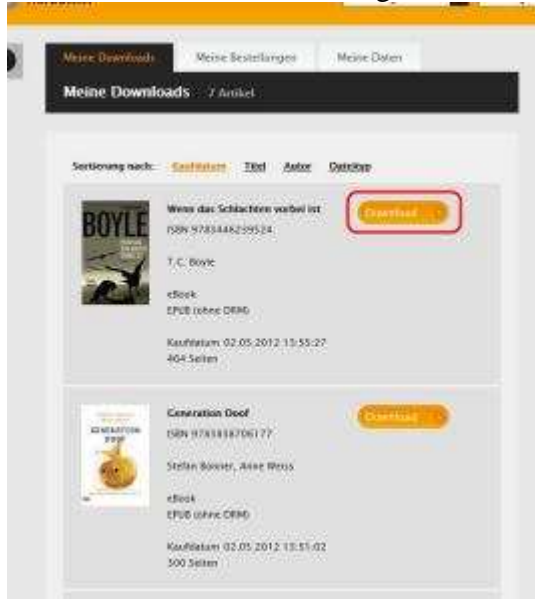 Meine Downloads Meine Bestellungen Meine Daten
Meine Downloads 7 Artikel
Sortierung nach: Kaufdatum Titel Autor Dateityp
BOYLE
Wenn das Schlachten vorbei ist
Download
ISBN 9783446239524
T.C. Boyle
eBook
EPUB (ohne DRM)
Kaufdatum 02.05.2012 13:55:27
464 Seiten
GENERATION
DOOF
Generation Doof
Download
ISBN 9783838706177
Stefan Bonner, Anne Weiss
eBook
EPUB (ohne DRM)
Kaufdatum 02.05.2012 13:51:02
300 Seiten